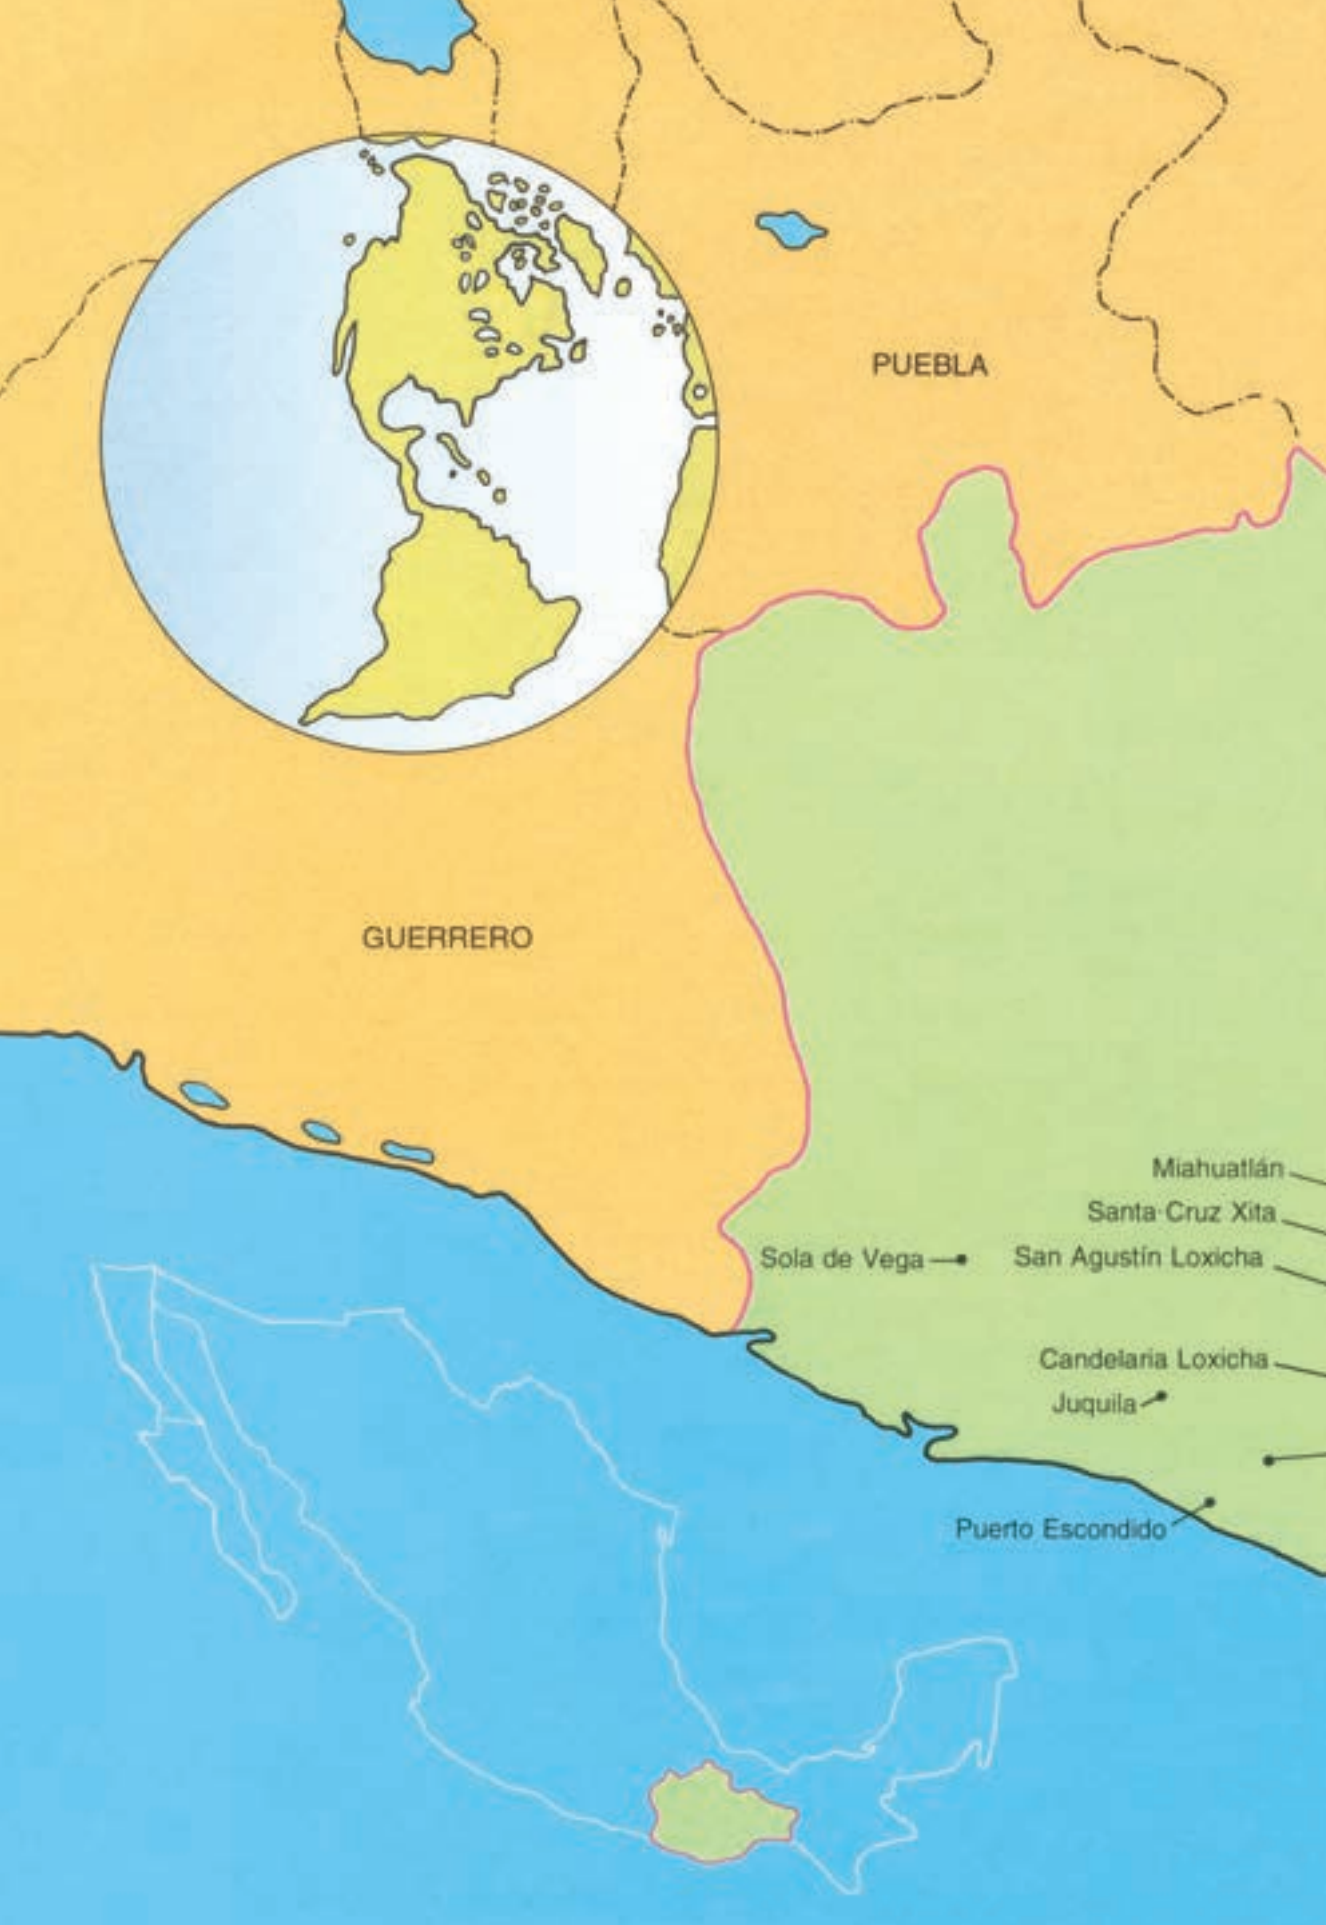 PUEBLA
GUERRERO
Miahuatlán
Santa Cruz Xita
Sola de Vega
San Agustín Loxicha
Candelaria Loxicha
Juquila
Puerto Escondido